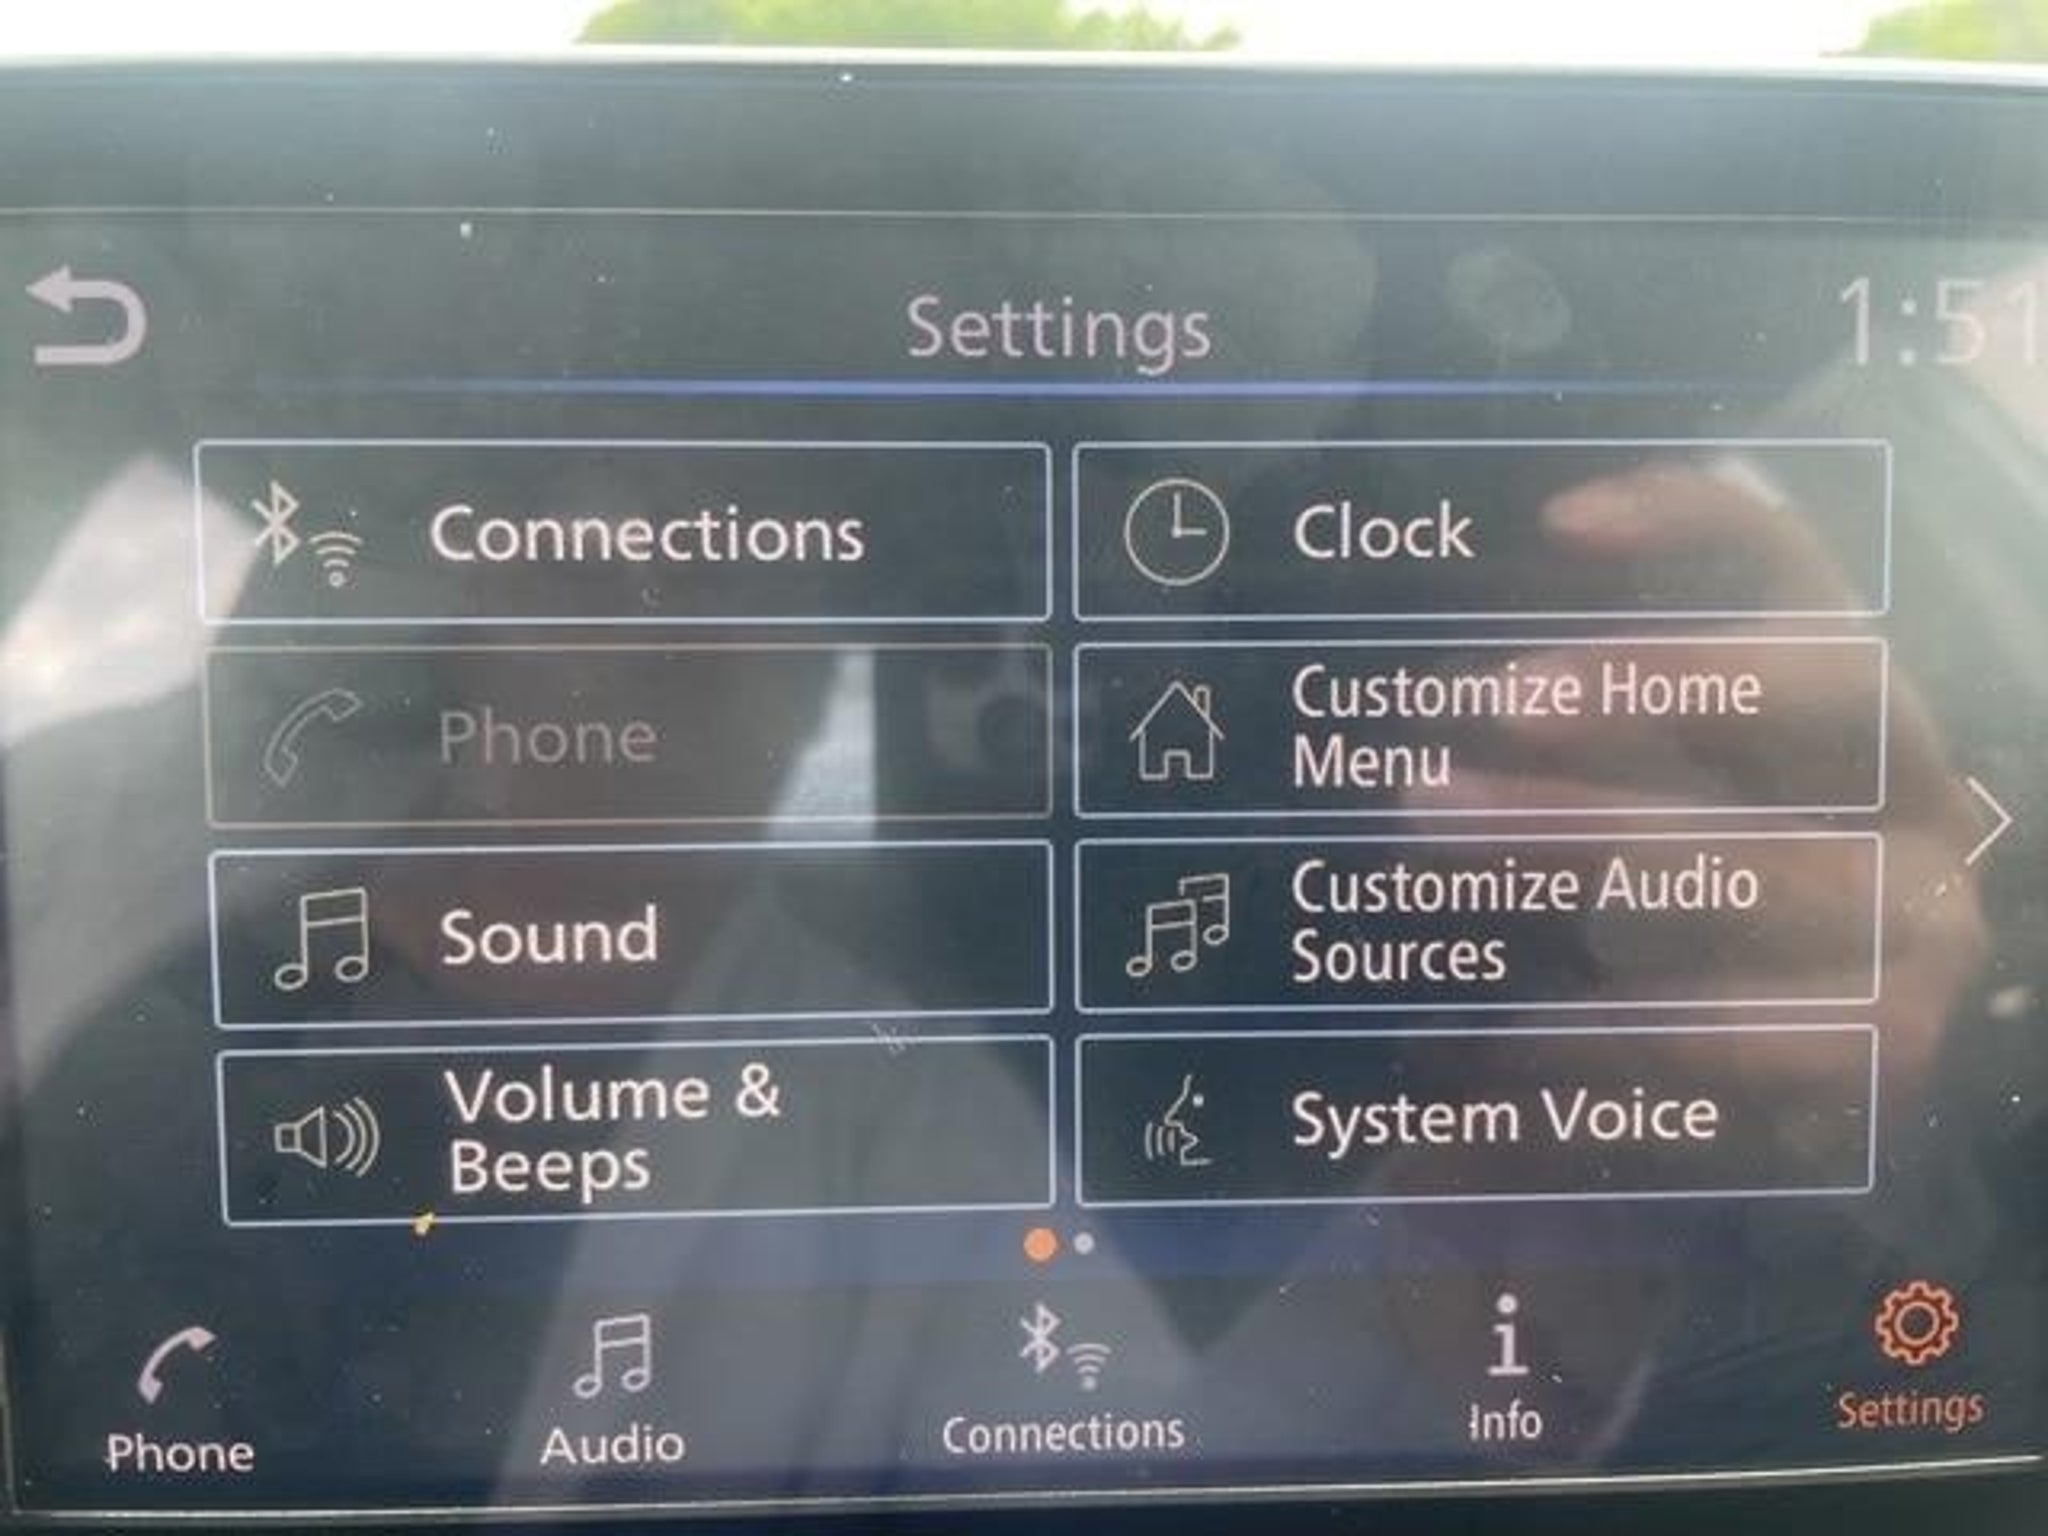 Settings
1:51
Connections
Clock
Phone
Customize Home
Menu
Sound
Customize Audio
Sources
Volume &
Beeps
System Voice
Phone
Audio
Connections
Info
Settings